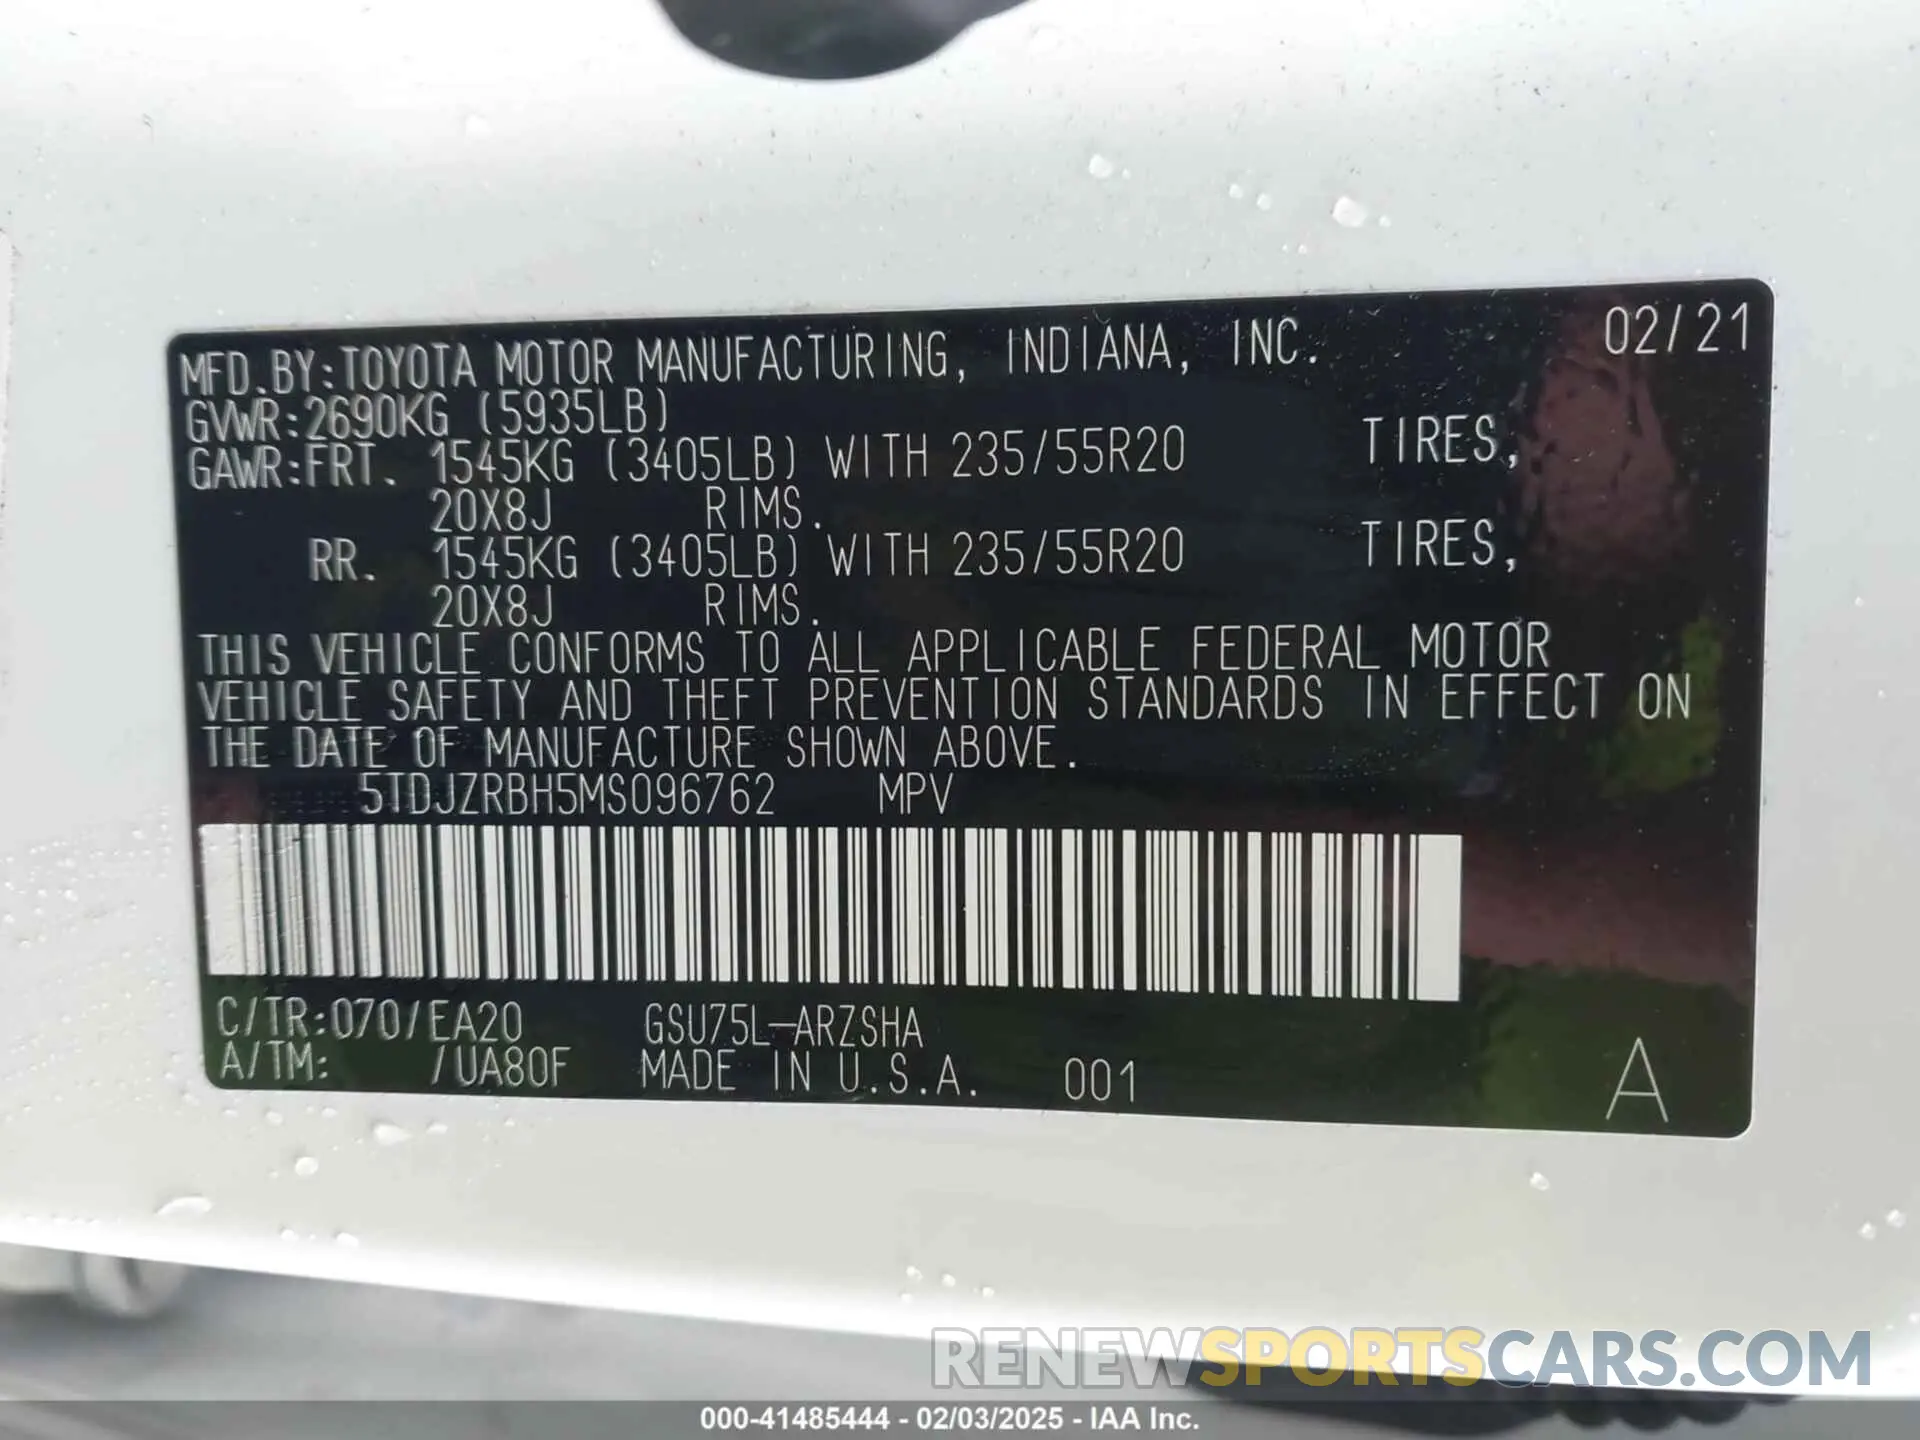 MFD.BY:TOYOTA MOTOR MANUFACTURING, INDIANA, INC. 02/21
GVWR:2690KG (5935LB)
GAWR:FRT. 1545KG (3405LB) WITH 235/55R20 TIRES,
20X8J RIMS.
RR. 1545KG (3405LB) WITH 235/55R20 TIRES,
20X8J RIMS.
THIS VEHICLE CONFORMS TO ALL APPLICABLE FEDERAL MOTOR
VEHICLE SAFETY AND THEFT PREVENTION STANDARDS IN EFFECT ON
THE DATE OF MANUFACTURE SHOWN ABOVE.
5TDJZRBH5MS096762 MPV
C/TR:070/EA20 GSU75L-ARZSHA
A/TM: /UA80F MADE IN U.S.A. 001 A
RENEWSPORTSCARS.COM
000-41485444 - 02/03/2025 - IAA Inc.